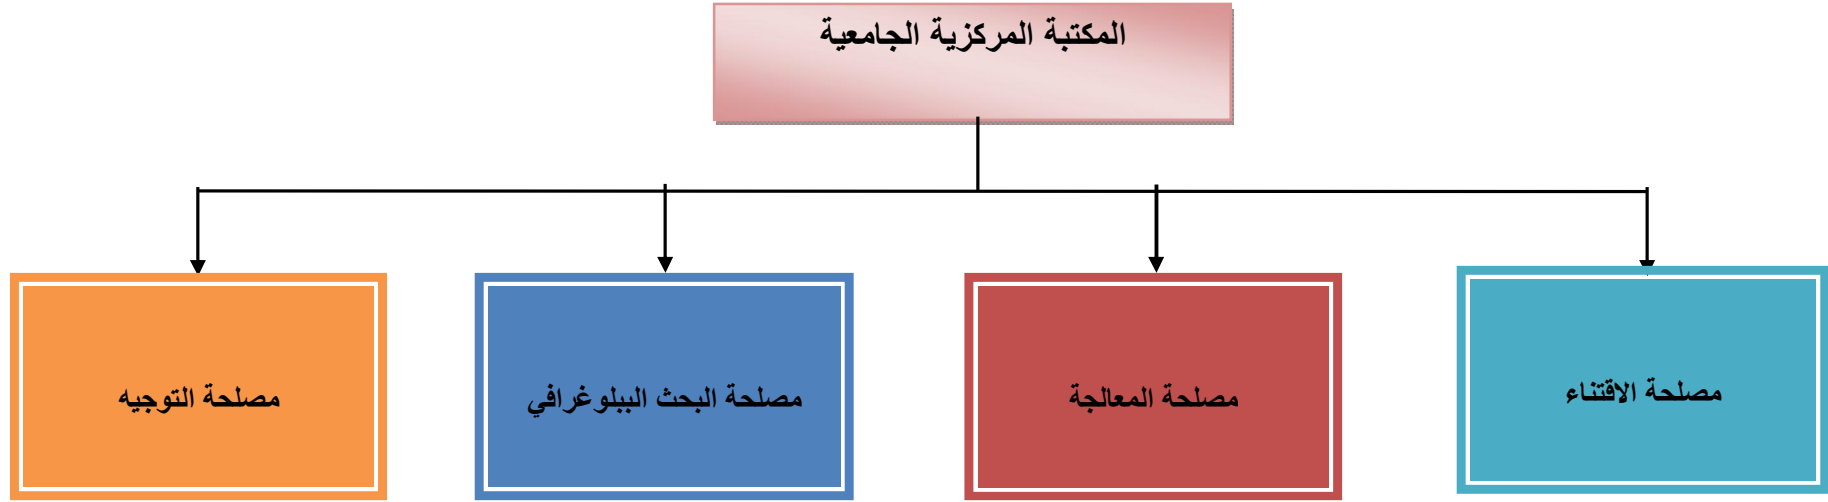 المكتبة المركزية الجامعية
مصلحة الاقتناء
مصلحة المعالجة
مصلحة البحث الببلوغرافي
مصلحة التوجيه